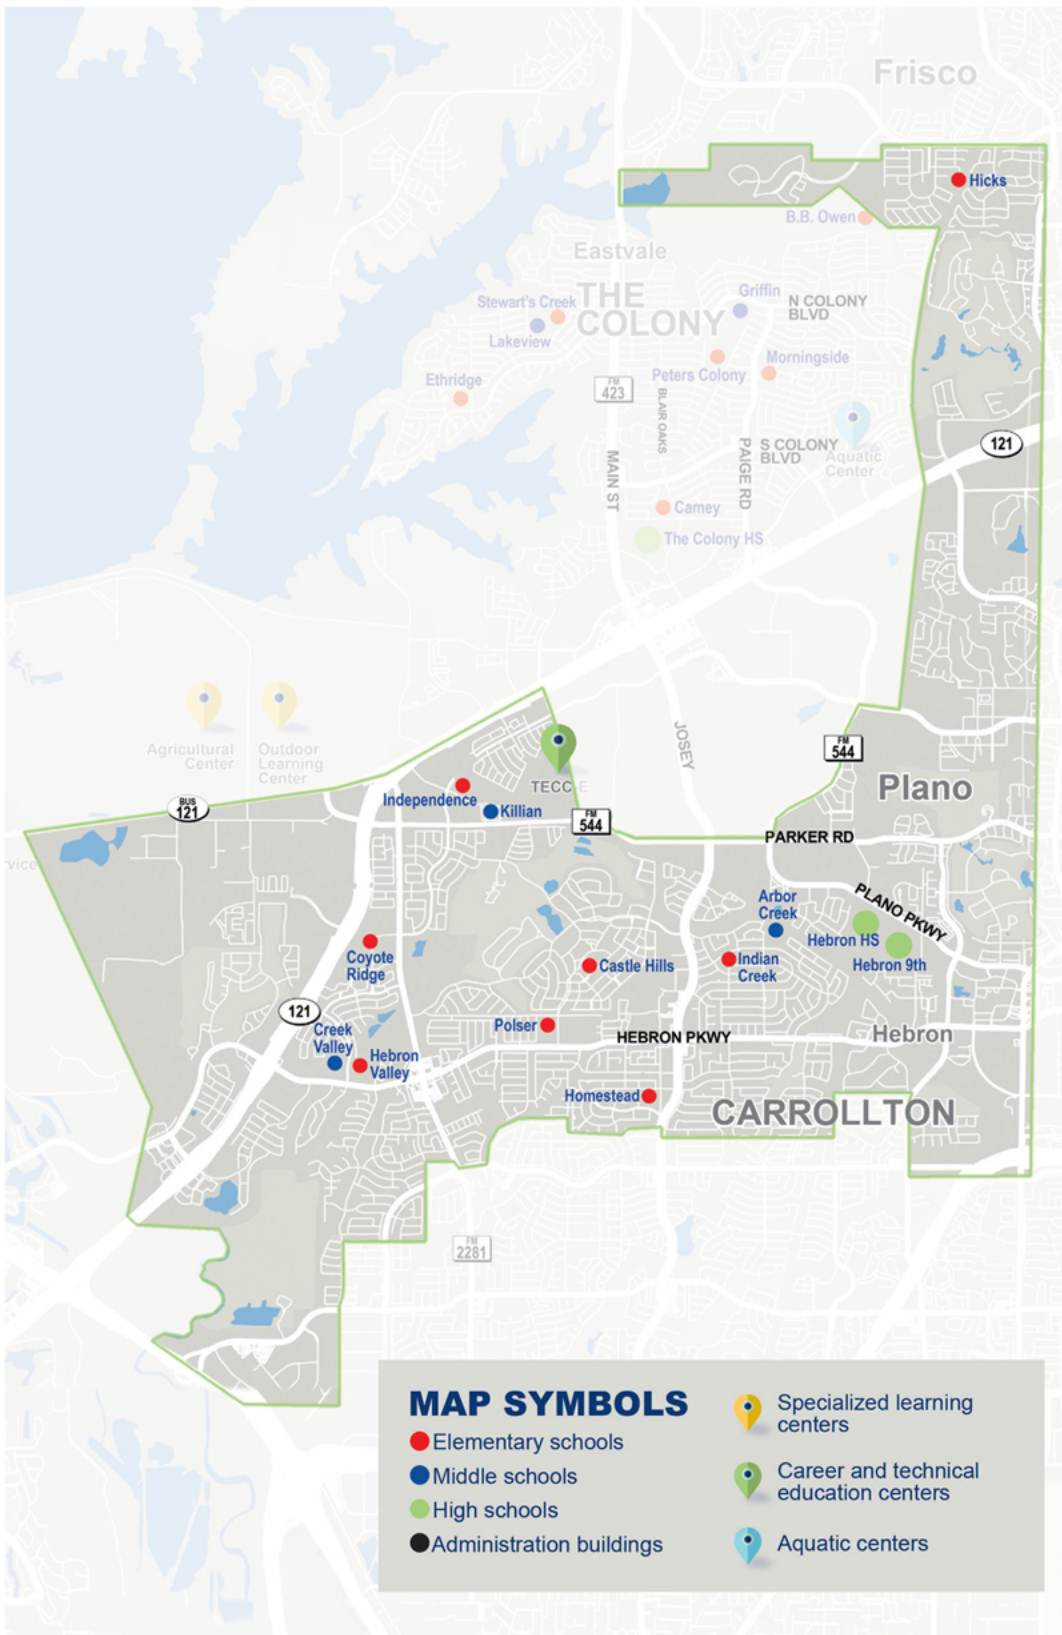 Frisco
Hicks
B.B. Owen
Eastvale
THE
COLONY
Stewart's Creek
Lakeview
Griffin
N COLONY
BLVD
Peters Colony
Morningside
Ethridge
FM
423
BLAIR OAKS
MAIN ST
PAIGE RD
S COLONY
BLVD
Aquatic
Center
121
Camey
The Colony HS
Agricultural
Center
Outdoor
Learning
Center
JOSEY
FM
544
TECC E
Plano
Independence
Killian
BUS
121
FM
544
PARKER RD
vice
Arbor
Creek
PLANO PKWY
Hebron HS
Hebron 9th
Coyote
Ridge
Castle Hills
Indian
Creek
121
Creek
Valley
Hebron
Valley
Polser
HEBRON PKWY
Hebron
Homestead
CARROLLTON
FM
2281
MAP SYMBOLS
Elementary schools
Middle schools
High schools
Administration buildings
Specialized learning
centers
Career and technical
education centers
Aquatic centers